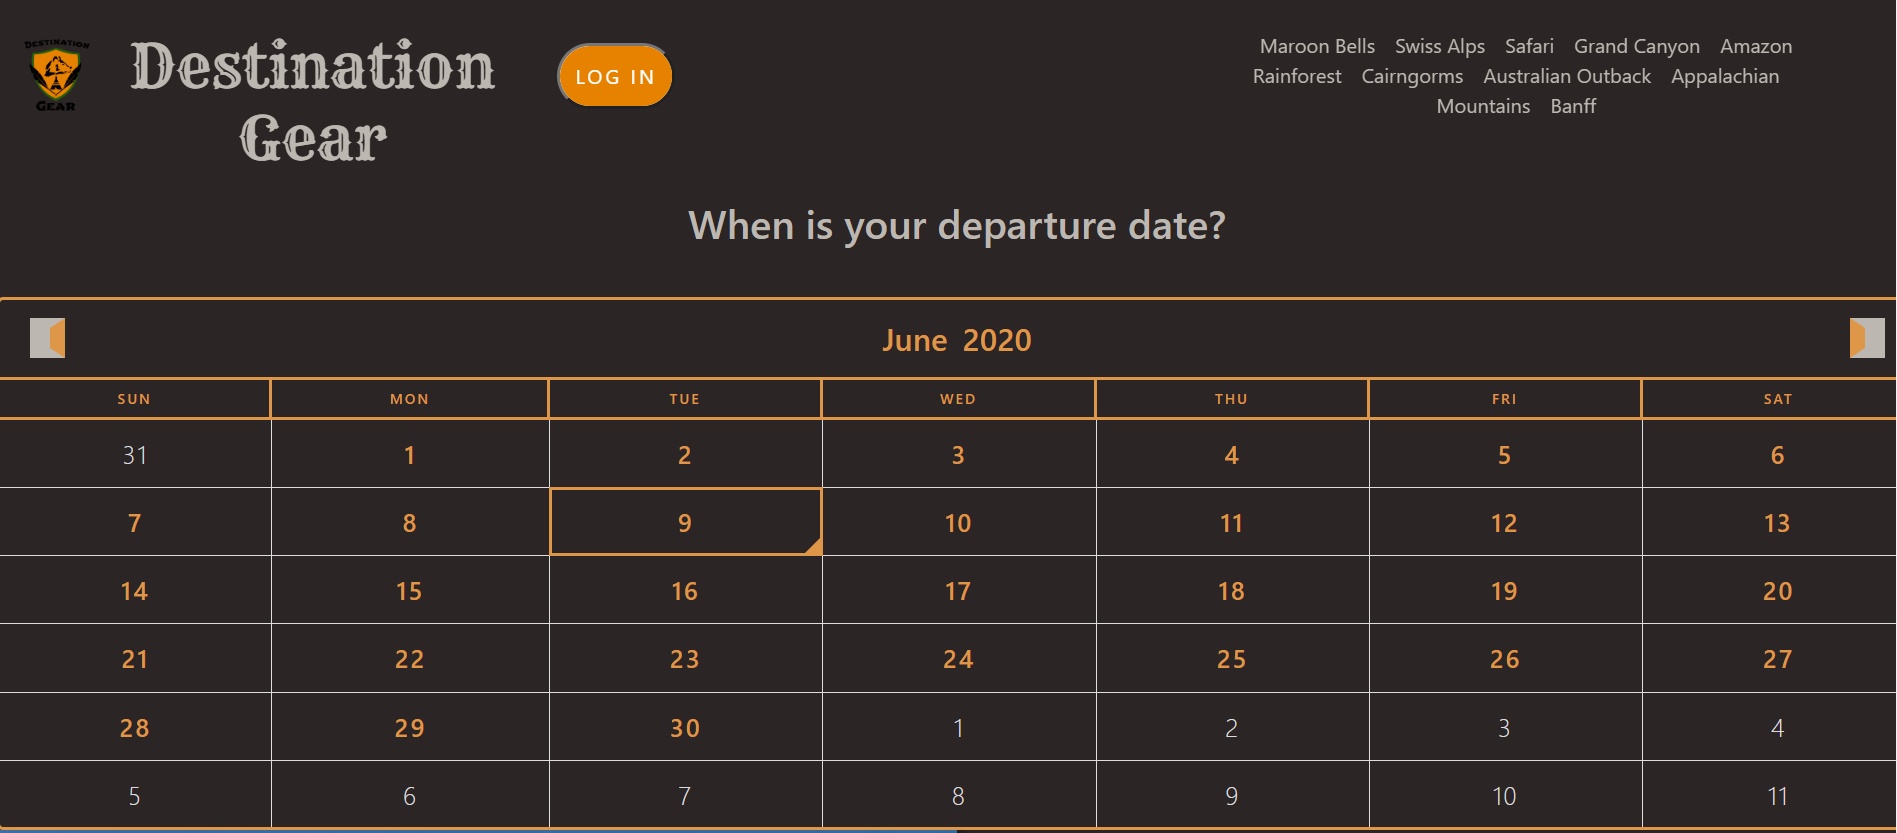 DESTINATION
GEAR
Destination
Gear
LOG IN
Maroon Bells Swiss Alps Safari Grand Canyon Amazon
Rainforest Cairngorms Australian Outback Appalachian
Mountains Banff
When is your departure date?
June 2020
SUN MON TUE WED THU FRI SAT
31 1 2 3 4 5 6
7 8 9 10 11 12 13
14 15 16 17 18 19 20
21 22 23 24 25 26 27
28 29 30 1 2 3 4
5 6 7 8 9 10 11